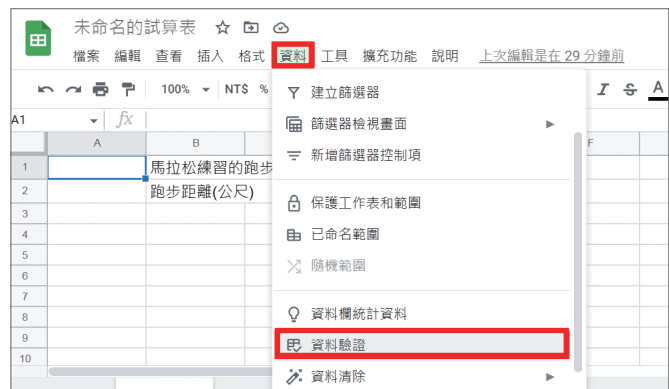 未命名的試算表
檔案 編輯 查看 插入 格式 資料 工具 擴充功能 說明 上次編輯是在 29 分鐘前
100% NT$ % I S A
A1 fx
A B F
1 馬拉松練習的跑步
2 跑步距離(公尺)
3
4
5
6
7
8
9
10
建立篩選器
篩選器檢視畫面
新增篩選器控制項
保護工作表和範圍
已命名範圍
隨機範圍
資料欄統計資料
資料驗證
資料清除